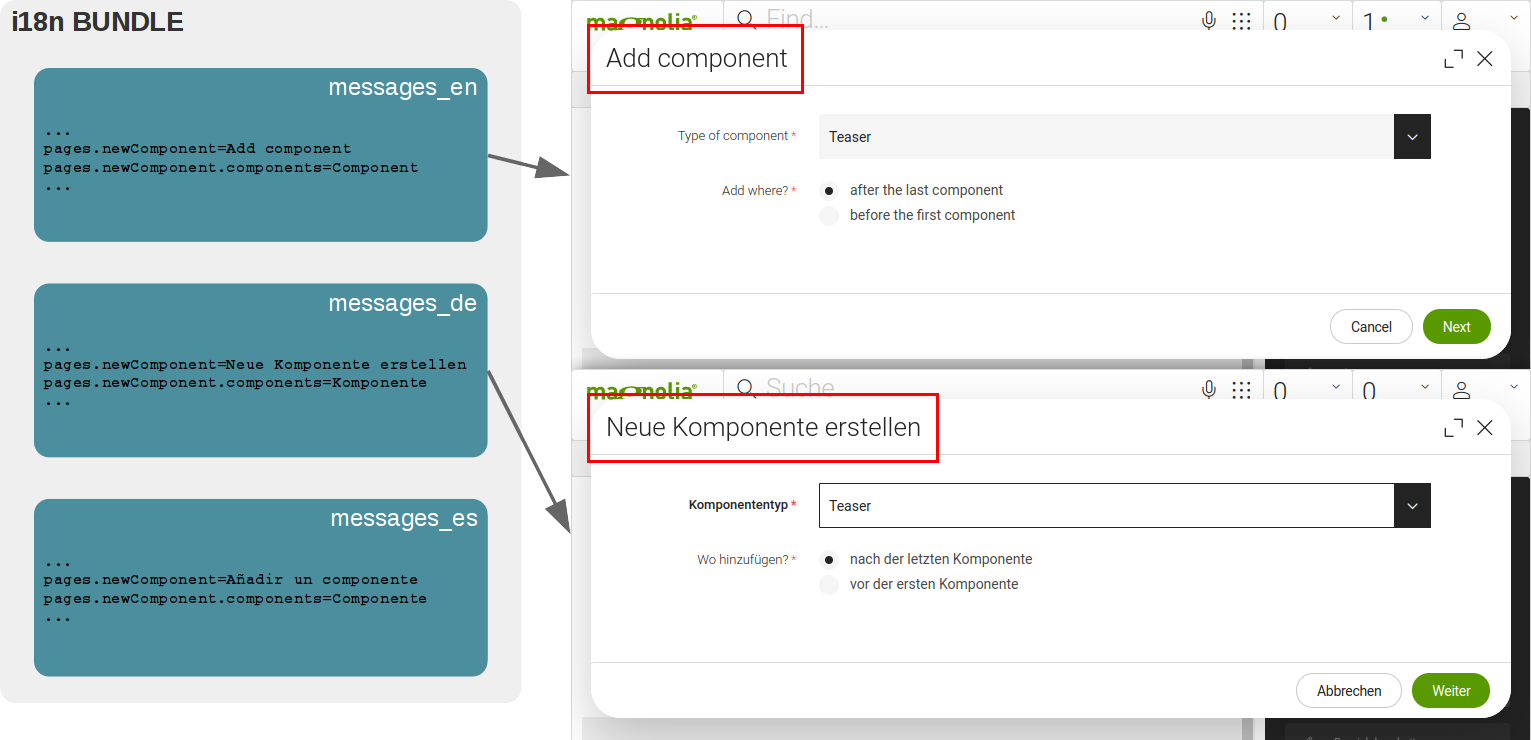 i18n BUNDLE
messages_en
...
pages.newComponent=Add component
pages.newComponent.components=Component
...
messages_de
...
pages.newComponent=Neue Komponente erstellen
pages.newComponent.components=Komponente
...
messages_es
...
pages.newComponent=Añadir un componente
pages.newComponent.components=Componente
...
magnolia®
Find...
0
1
Add component
Type of component *
Teaser
Add where? *
after the last component
before the first component
Cancel
Next
magnolia®
Suche
0
0
Neue Komponente erstellen
Komponententyp *
Teaser
Wo hinzufügen? *
nach der letzten Komponente
vor der ersten Komponente
Abbrechen
Weiter